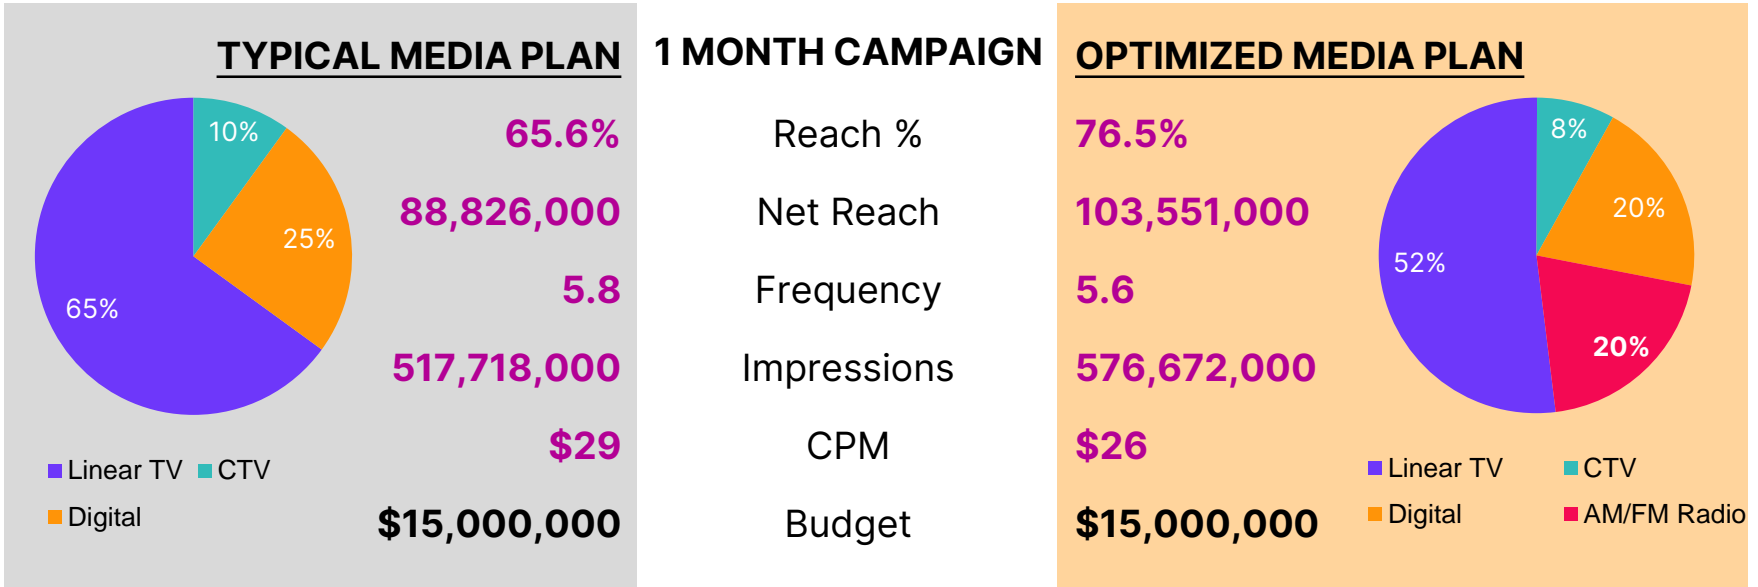 TYPICAL MEDIA PLAN
10%
25%
65%
Linear TV
CTV
Digital
65.6%
88,826,000
5.8
517,718,000
$29
$15,000,000
1 MONTH CAMPAIGN
Reach %
Net Reach
Frequency
Impressions
CPM
Budget
OPTIMIZED MEDIA PLAN
76.5%
103,551,000
5.6
576,672,000
$26
$15,000,000
8%
20%
52%
20%
Linear TV
CTV
Digital
AM/FM Radio